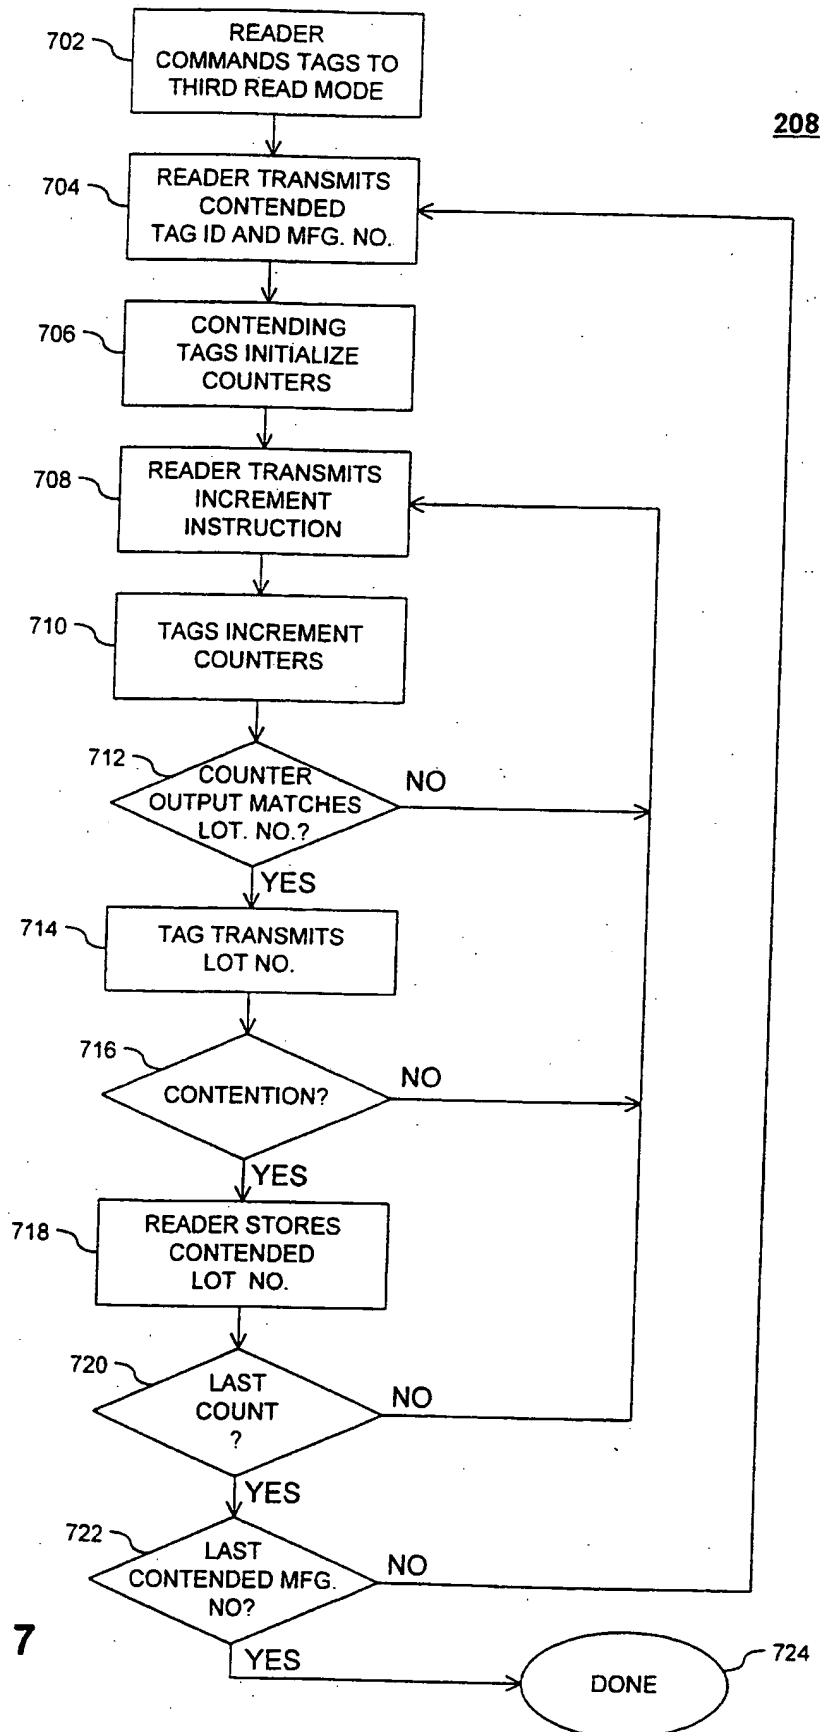 702
READER
COMMANDS TAGS TO
THIRD READ MODE
208
704
READER TRANSMITS
CONTENDED
TAG ID AND MFG. NO.
706
CONTENDING
TAGS INITIALIZE
COUNTERS
708
READER TRANSMITS
INCREMENT
INSTRUCTION
710
TAGS INCREMENT
COUNTERS
712
COUNTER
OUTPUT MATCHES
LOT. NO.?
NO
YES
714
TAG TRANSMITS
LOT NO.
716
CONTENTION?
NO
YES
718
READER STORES
CONTENDED
LOT NO.
720
LAST
COUNT
?
NO
YES
722
LAST
CONTENDED MFG.
NO?
NO
YES
7
DONE
724